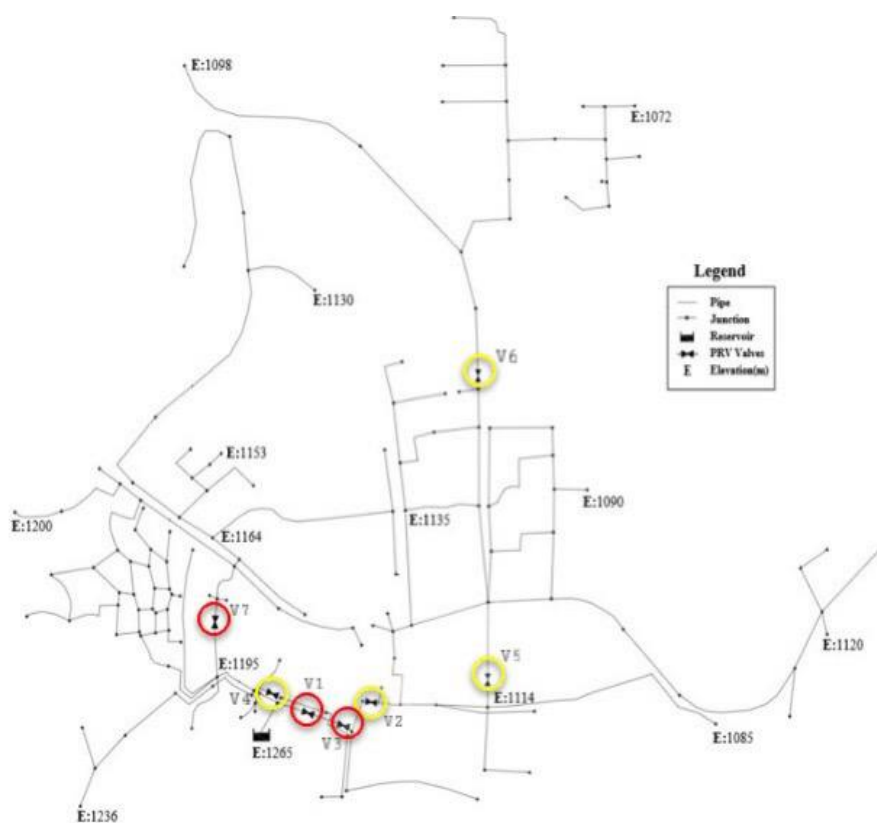 E:1098
E:1072
E:1130
Legend
Pipe
Junction
Reservoir
PRV Valves
E Elevation(m)
V6
E:1153
E:1090
E:1200
E:1135
E:1164
V7
E:1120
E:1195
V5
V4
V1
E:1114
V2
V3
E:1085
E:1265
E:1236